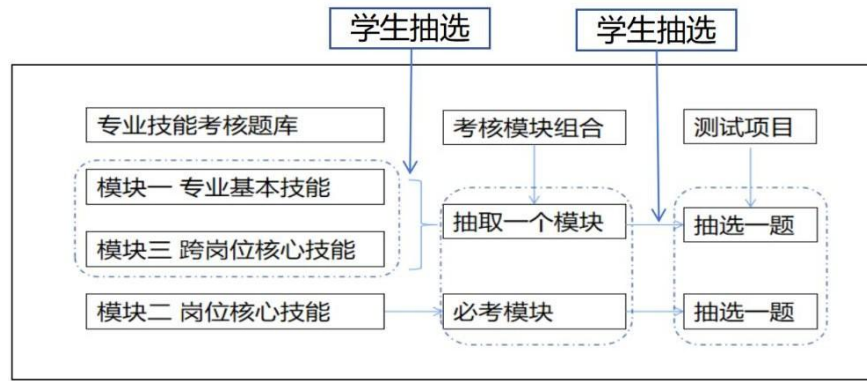 学生抽选
学生抽选
专业技能考核题库
考核模块组合
测试项目
模块一 专业基本技能
抽取一个模块
抽选一题
模块三 跨岗位核心技能
模块二 岗位核心技能
必考模块
抽选一题